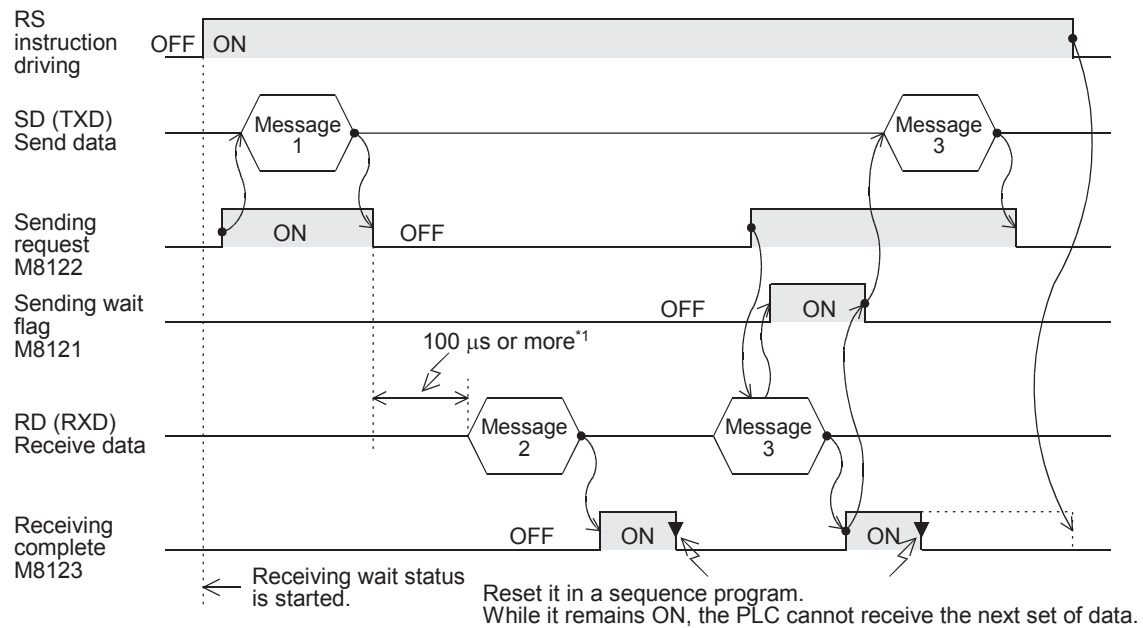 RS
instruction
driving
OFF
ON
SD (TXD)
Send data
Message
1
Message
3
Sending
request
M8122
ON
OFF
Sending wait
flag
M8121
OFF
ON
100 µs or more*1
RD (RXD)
Receive data
Message
2
Message
3
Receiving
complete
M8123
OFF
ON
ON
Receiving wait status
is started.
Reset it in a sequence program.
While it remains ON, the PLC cannot receive the next set of data.